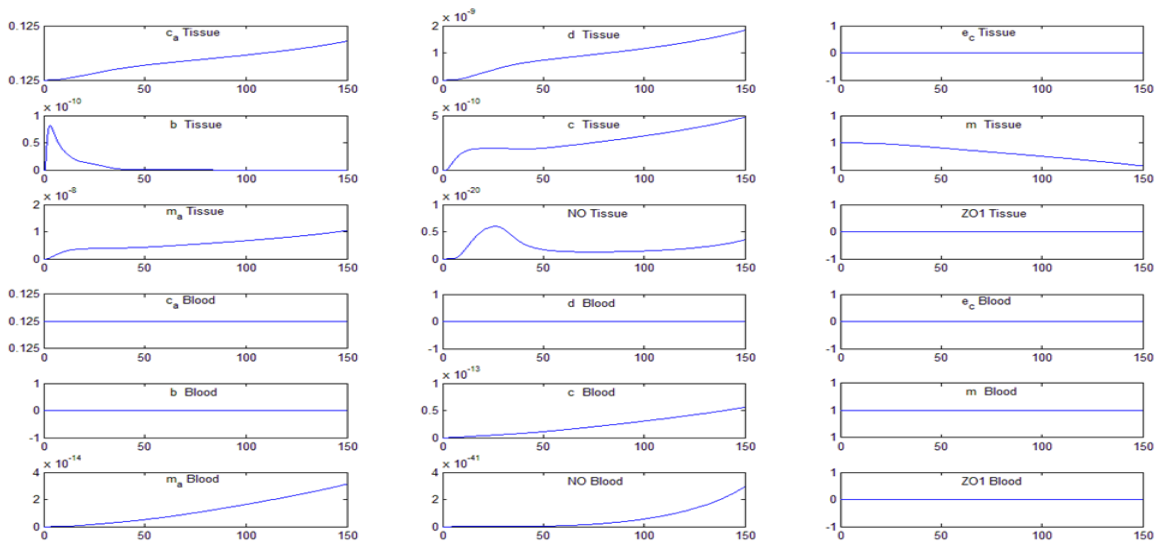 0.125
c_a Tissue
0.125
0 50 100 150
× 10^-9
2
d Tissue
1
0
0 50 100 150
1
e_c Tissue
0
-1
0 50 100 150
× 10^-10
1
b Tissue
0.5
0
0 50 100 150
× 10^-10
5
c Tissue
0
0 50 100 150
1
m Tissue
1
1
0 50 100 150
× 10^-8
2
m_a Tissue
1
0
0 50 100 150
× 10^-20
1
NO Tissue
0.5
0
0 50 100 150
1
ZO1 Tissue
0
-1
0 50 100 150
0.125
c_a Blood
0.125
0.125
0 50 100 150
1
d Blood
0
-1
0 50 100 150
1
e_c Blood
0
-1
0 50 100 150
1
b Blood
0
-1
0 50 100 150
× 10^-13
1
c Blood
0.5
0
0 50 100 150
1
m Blood
1
1
0 50 100 150
× 10^-14
4
m_a Blood
2
0
0 50 100 150
× 10^-41
4
NO Blood
2
0
0 50 100 150
1
ZO1 Blood
0
-1
0 50 100 150